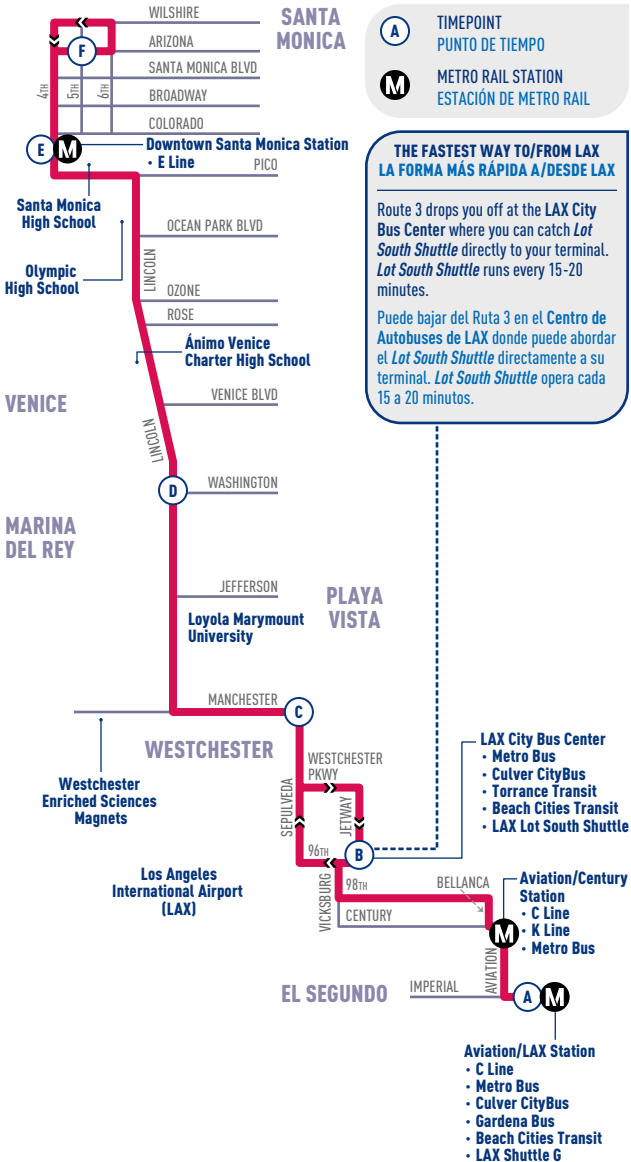 WILSHIRE
SANTA
MONICA
ARIZONA
F
SANTA MONICA BLVD
4TH
5TH
6TH
BROADWAY
COLORADO
E
M
Downtown Santa Monica Station
• E Line
PICO
A
TIMEPOINT
PUNTO DE TIEMPO
M
METRO RAIL STATION
ESTACIÓN DE METRO RAIL
THE FASTEST WAY TO/FROM LAX
LA FORMA MÁS RÁPIDA A/DESDE LAX
Route 3 drops you off at the LAX City
Bus Center where you can catch Lot
South Shuttle directly to your terminal.
Lot South Shuttle runs every 15-20
minutes.
Puede bajar del Ruta 3 en el Centro de
Autobuses de LAX donde puede abordar
el Lot South Shuttle directamente a su
terminal. Lot South Shuttle opera cada
15 a 20 minutos.
Santa Monica
High School
OCEAN PARK BLVD
LINCOLN
Olympic
High School
OZONE
ROSE
Ánimo Venice
Charter High School
VENICE
VENICE BLVD
LINCOLN
D
WASHINGTON
MARINA
DEL REY
JEFFERSON
PLAYA
VISTA
Loyola Marymount
University
MANCHESTER
C
WESTCHESTER
Westchester
Enriched Sciences
Magnets
WESTCHESTER
PKWY
SEPULVEDA
JETWAY
LAX City Bus Center
• Metro Bus
• Culver CityBus
• Torrance Transit
• Beach Cities Transit
• LAX Lot South Shuttle
96TH
B
Los Angeles
International Airport
(LAX)
VICKSBURG
98TH
BELLANCA
CENTURY
M
Aviation/Century
Station
• C Line
• K Line
• Metro Bus
AVIATION
EL SEGUNDO
IMPERIAL
A
M
Aviation/LAX Station
• C Line
• Metro Bus
• Culver CityBus
• Gardena Bus
• Beach Cities Transit
• LAX Shuttle G